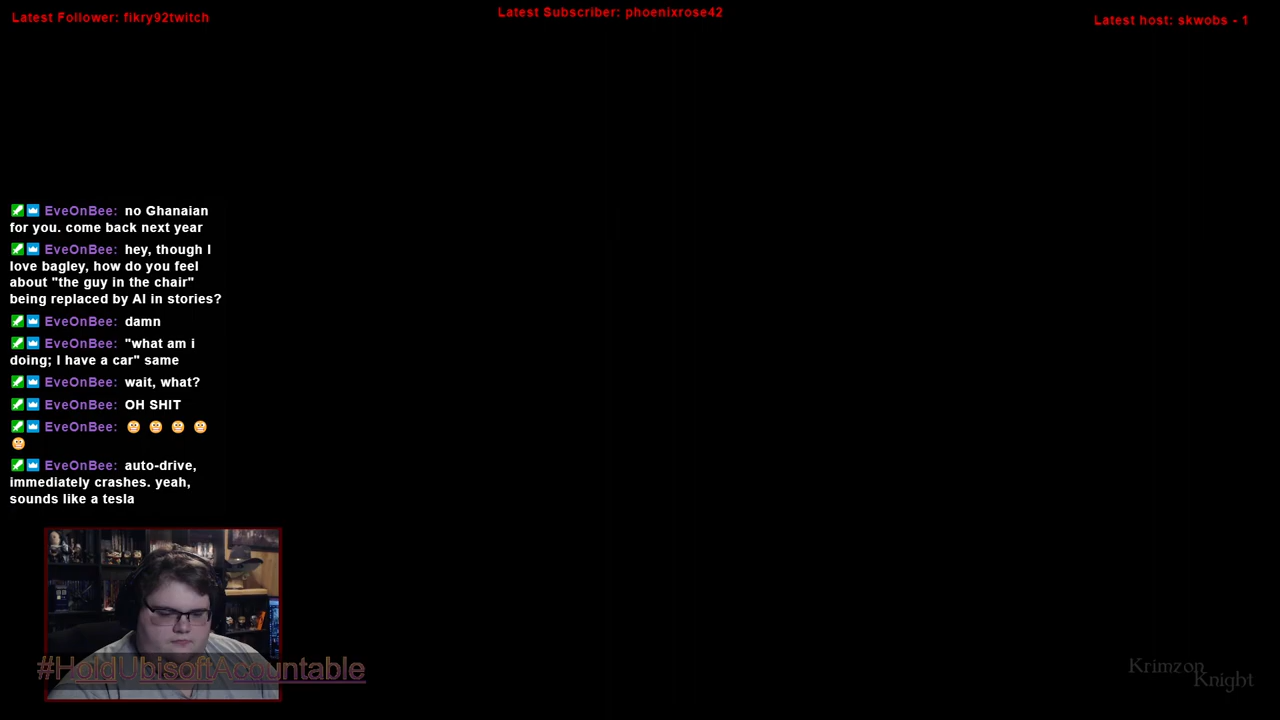 Latest Follower: fikry92twitch
Latest Subscriber: phoenixrose42
Latest host: skwobs - 1
EveOnBee: no Ghanaian
for you. come back next year
EveOnBee: hey, though I
love bagley, how do you feel
about "the guy in the chair"
being replaced by AI in stories?
EveOnBee: damn
EveOnBee: "what am i
doing; I have a car" same
EveOnBee: wait, what?
EveOnBee: OH SHIT
EveOnBee:
EveOnBee: auto-drive,
immediately crashes. yeah,
sounds like a tesla
#HoldUbisoftAcountable
Krimzon
Knight